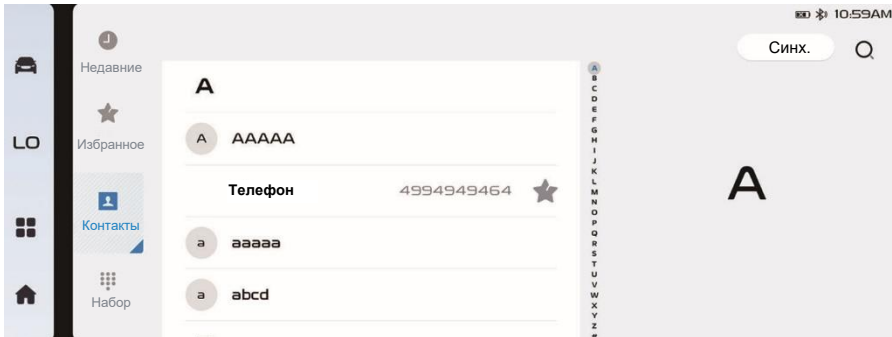 10:59AM
Недавние
Синх.
A
LO
Избранное
A AAAAA
Телефон 4994949464
Контакты
a aaaaa
Набор
a abcd
A
B
C
D
E
F
G
H
I
J
K
L
M
N
O
P
Q
R
S
T
U
V
W
X
Y
Z
#
A